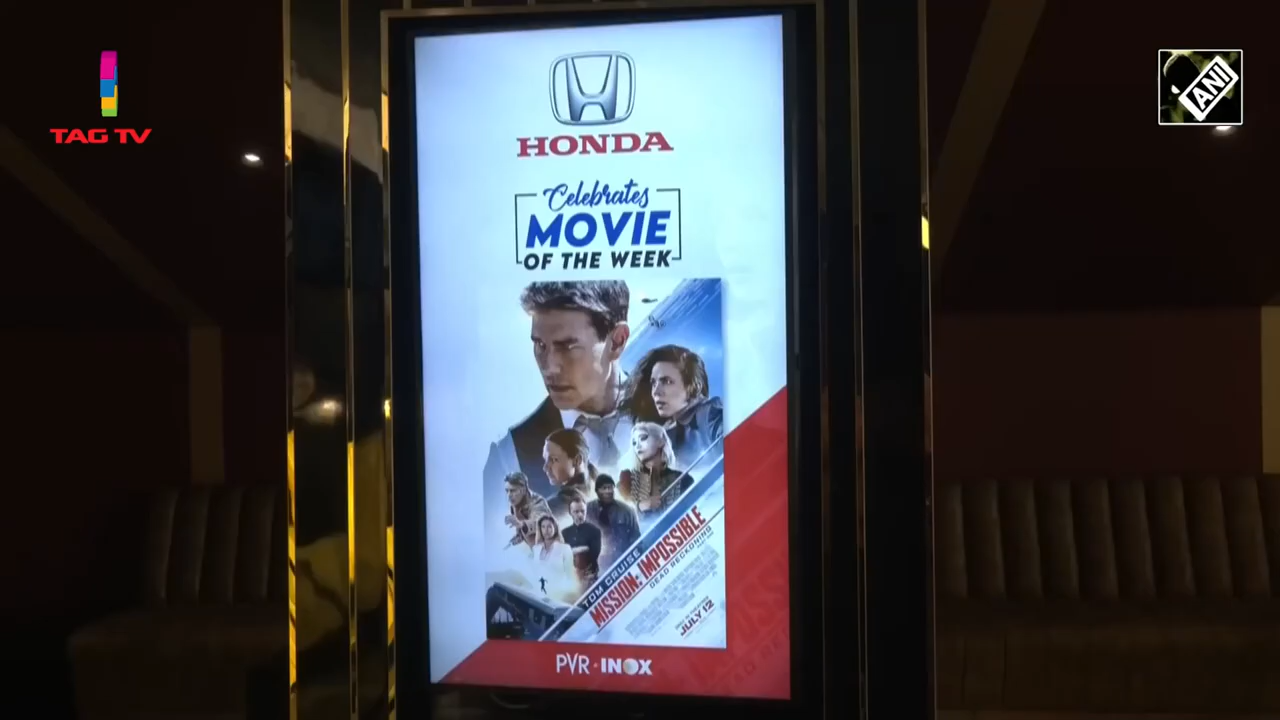 TAG TV
ANI
HONDA
Celebrates
MOVIE
OF THE WEEK
TOM CRUISE
MISSION: IMPOSSIBLE
DEAD RECKONING
JULY 12
PVR · INOX